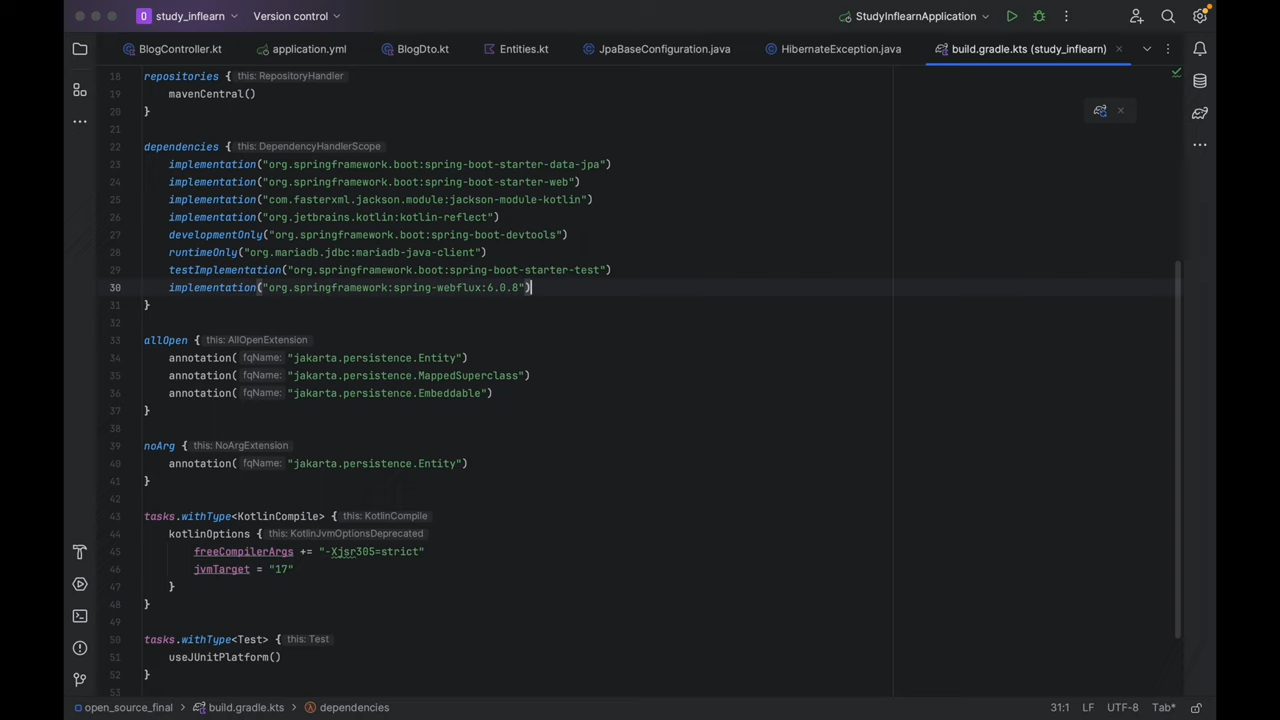 study_inflearn
Version control
StudyInflearnApplication
BlogController.kt
application.yml
BlogDto.kt
Entities.kt
JpaBaseConfiguration.java
HibernateException.java
build.gradle.kts (study_inflearn)
18 repositories { this: RepositoryHandler
19 mavenCentral()
20 }
21
22 dependencies { this: DependencyHandlerScope
23 implementation("org.springframework.boot:spring-boot-starter-data-jpa")
24 implementation("org.springframework.boot:spring-boot-starter-web")
25 implementation("com.fasterxml.jackson.module:jackson-module-kotlin")
26 implementation("org.jetbrains.kotlin:kotlin-reflect")
27 developmentOnly("org.springframework.boot:spring-boot-devtools")
28 runtimeOnly("org.mariadb.jdbc:mariadb-java-client")
29 testImplementation("org.springframework.boot:spring-boot-starter-test")
30 implementation("org.springframework:spring-webflux:6.0.8")
31 }
32
33 allOpen { this: AllOpenExtension
34 annotation( fqName: "jakarta.persistence.Entity")
35 annotation( fqName: "jakarta.persistence.MappedSuperclass")
36 annotation( fqName: "jakarta.persistence.Embeddable")
37 }
38
39 noArg { this: NoArgExtension
40 annotation( fqName: "jakarta.persistence.Entity")
41 }
42
43 tasks.withType<KotlinCompile> { this: KotlinCompile
44 kotlinOptions { this: KotlinJvmOptionsDeprecated
45 freeCompilerArgs += "-Xjsr305=strict"
46 jvmTarget = "17"
47 }
48 }
49
50 tasks.withType<Test> { this: Test
51 useJUnitPlatform()
52 }
53
open_source_final > build.gradle.kts > dependencies
31:1 LF UTF-8 Tab*